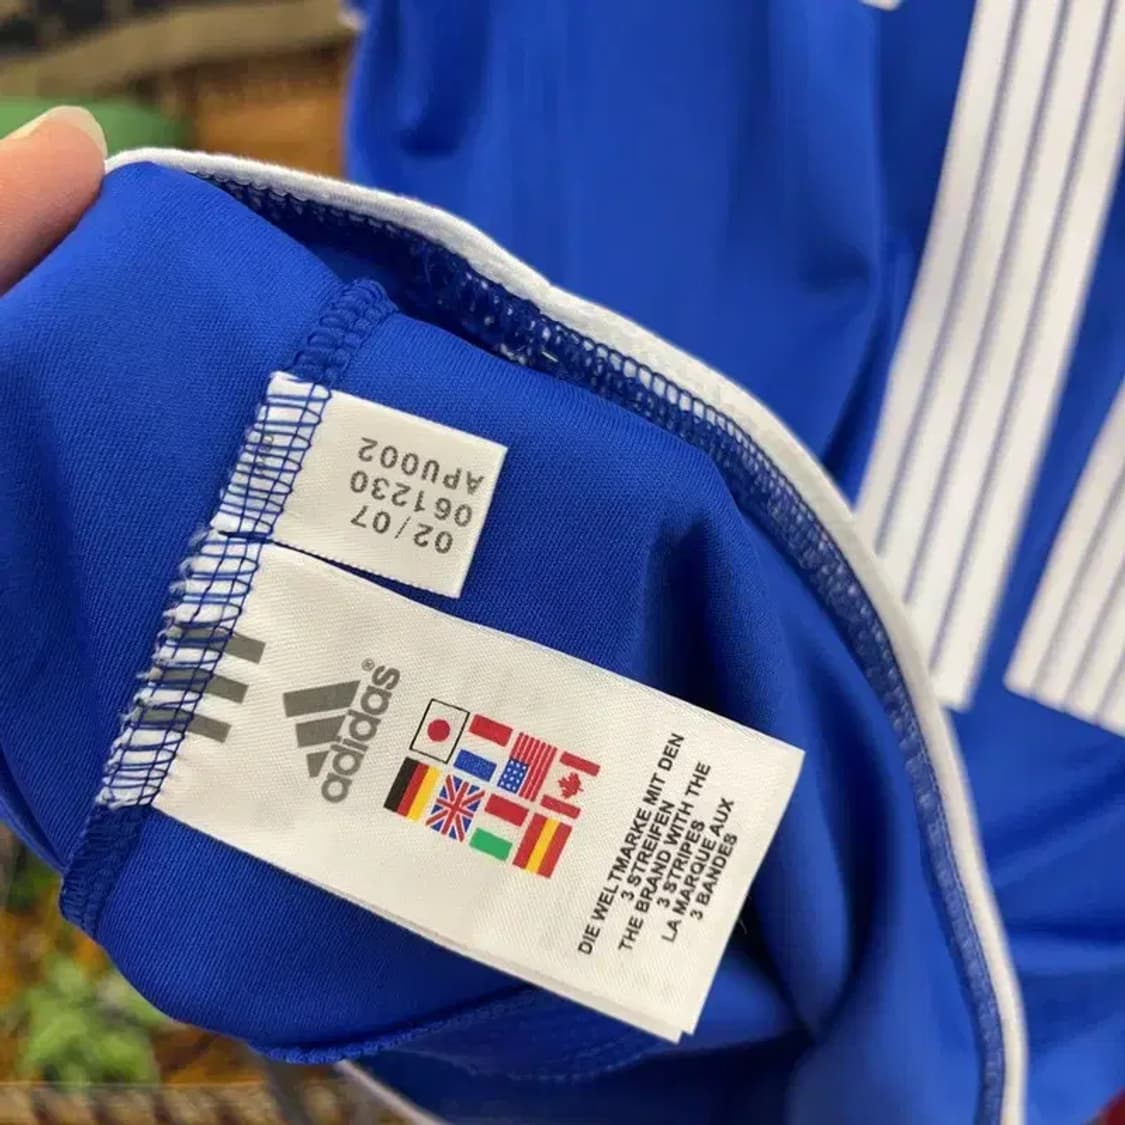 02/07
061230
APU002
adidas®
DIE WELTMARKE MIT DEN
3 STREIFEN
THE BRAND WITH THE
3 STRIPES
LA MARQUE AUX
3 BANDES